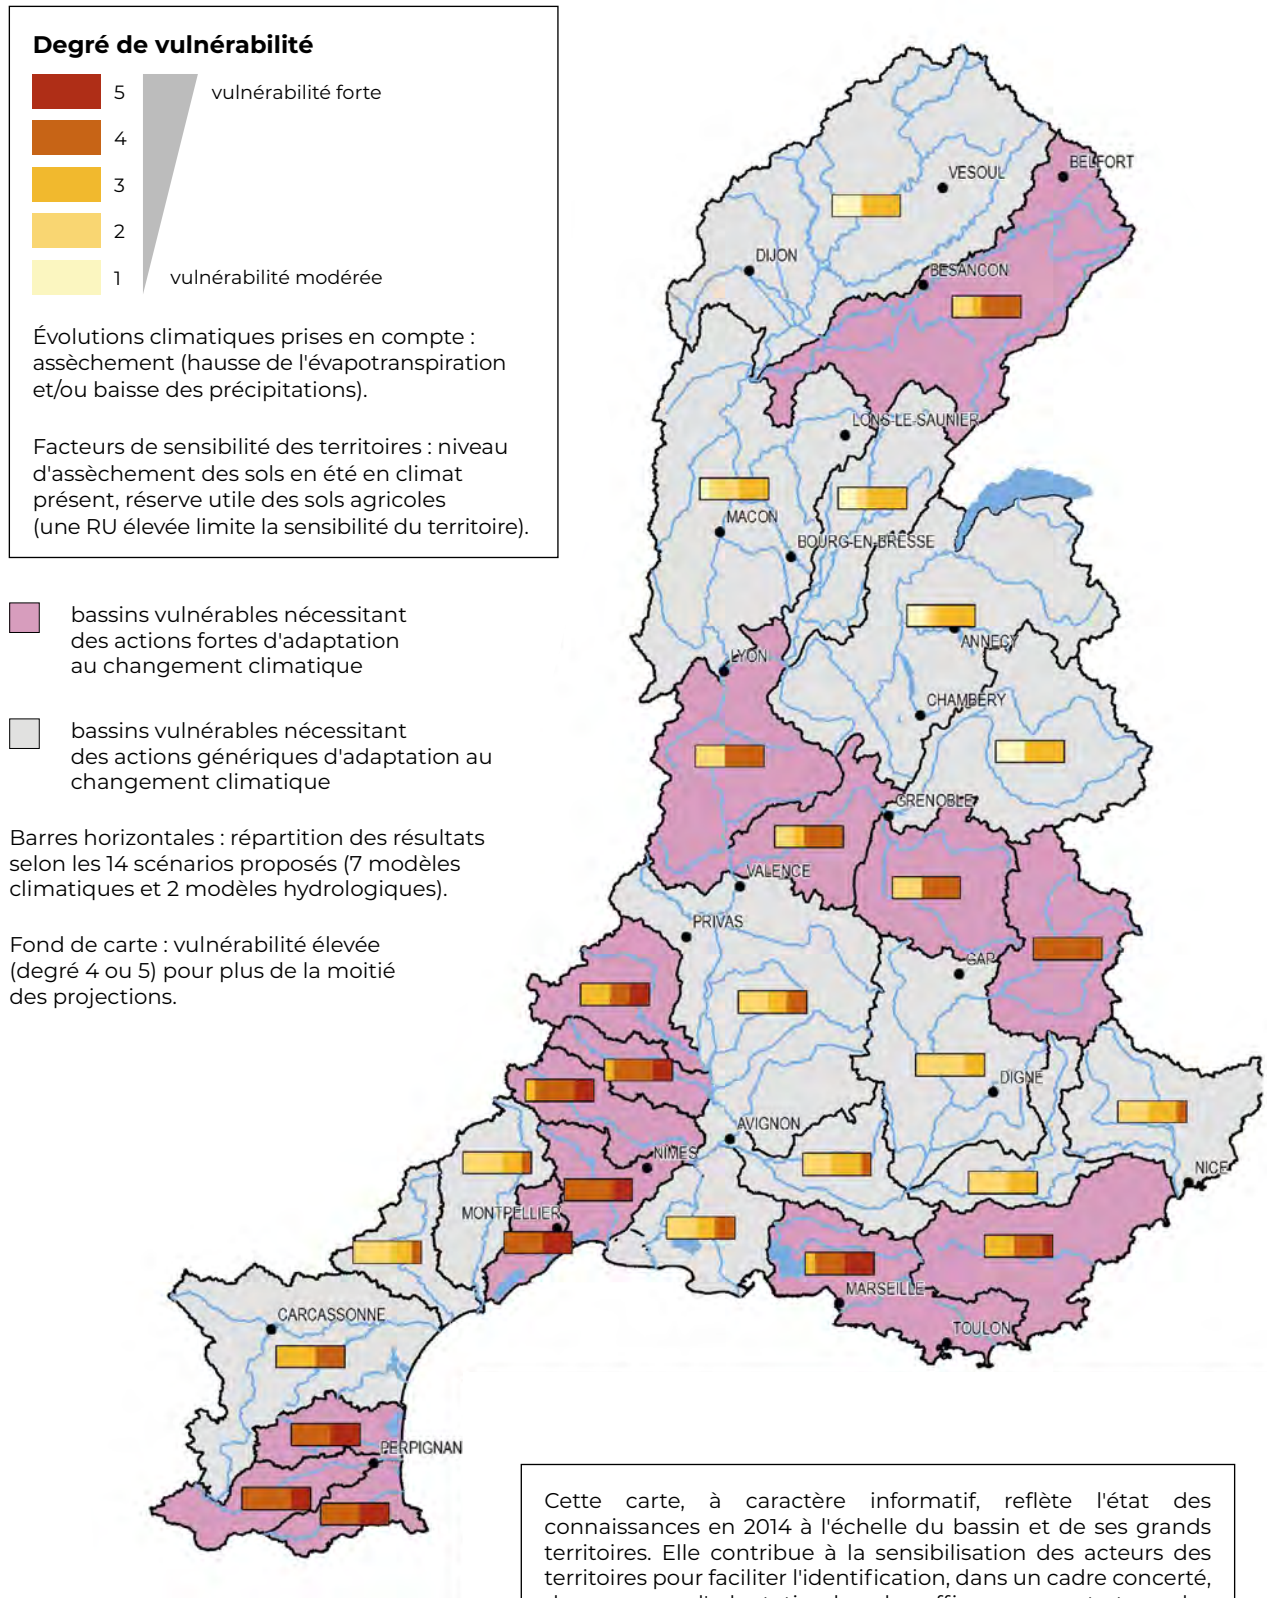 Degré de vulnérabilité
5 vulnérabilité forte
4
3
2
1 vulnérabilité modérée
Évolutions climatiques prises en compte :
assèchement (hausse de l'évapotranspiration
et/ou baisse des précipitations).
Facteurs de sensibilité des territoires : niveau
d'assèchement des sols en été en climat
présent, réserve utile des sols agricoles
(une RU élevée limite la sensibilité du territoire).
bassins vulnérables nécessitant
des actions fortes d'adaptation
au changement climatique
bassins vulnérables nécessitant
des actions génériques d'adaptation au
changement climatique
Barres horizontales : répartition des résultats
selon les 14 scénarios proposés (7 modèles
climatiques et 2 modèles hydrologiques).
Fond de carte : vulnérabilité élevée
(degré 4 ou 5) pour plus de la moitié
des projections.
BELFORT
VESOUL
DIJON
BESANCON
LONS-LE-SAUNIER
MACON
BOURG-EN-BRESSE
ANNECY
LYON
CHAMBÉRY
GRENOBLE
VALENCE
PRIVAS
GAP
DIGNE
AVIGNON
NÎMES
NICE
MONTPELLIER
MARSEILLE
CARCASSONNE
TOULON
PERPIGNAN
Cette carte, à caractère informatif, reflète l'état des
connaissances en 2014 à l'échelle du bassin et de ses grands
territoires. Elle contribue à la sensibilisation des acteurs des
territoires pour faciliter l'identification, dans un cadre concerté,